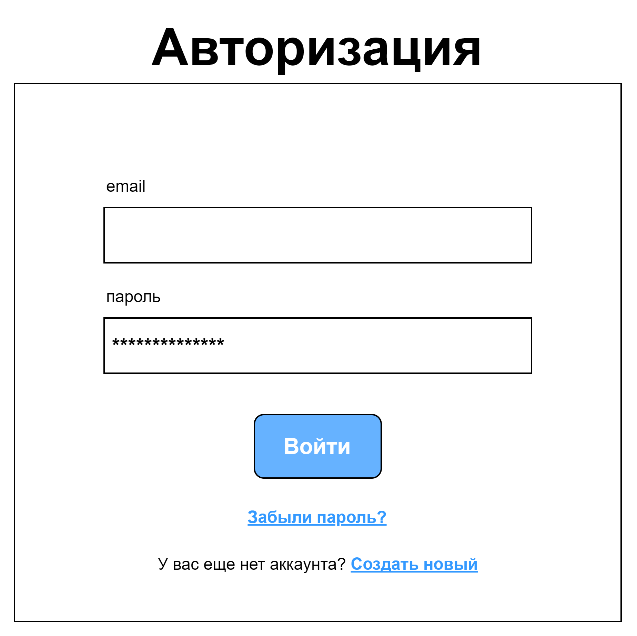 Авторизация
email
пароль
**************
Войти
Забыли пароль?
У вас еще нет аккаунта? Создать новый